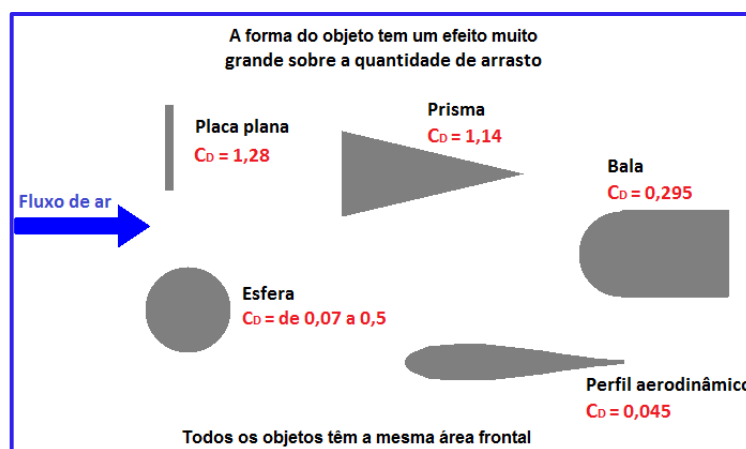 A forma do objeto tem um efeito muito
grande sobre a quantidade de arrasto
Placa plana
CD = 1,28
Prisma
CD = 1,14
Bala
CD = 0,295
Fluxo de ar
Esfera
CD = de 0,07 a 0,5
Perfil aerodinâmico
CD = 0,045
Todos os objetos têm a mesma área frontal